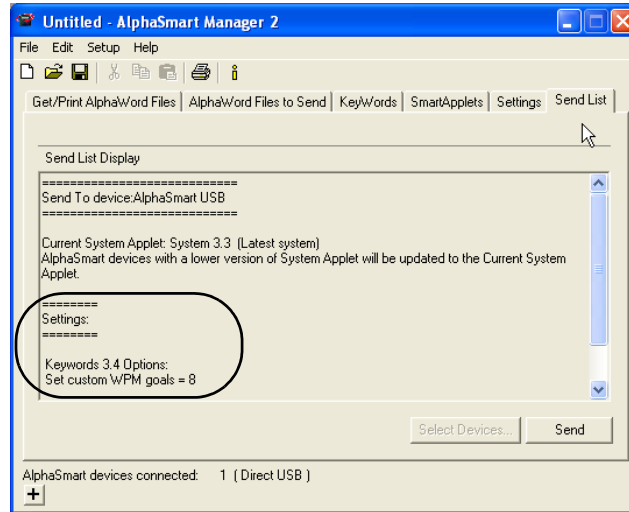 Untitled - AlphaSmart Manager 2
File Edit Setup Help
Get/Print AlphaWord Files AlphaWord Files to Send KeyWords SmartApplets Settings Send List
Send List Display
============================
Send To device:AlphaSmart USB
============================
Current System Applet: System 3.3 (Latest system)
AlphaSmart devices with a lower version of System Applet will be updated to the Current System
Applet.
========
Settings:
========
Keywords 3.4 Options:
Set custom WPM goals = 8
Select Devices... Send
AlphaSmart devices connected: 1 ( Direct USB )
+